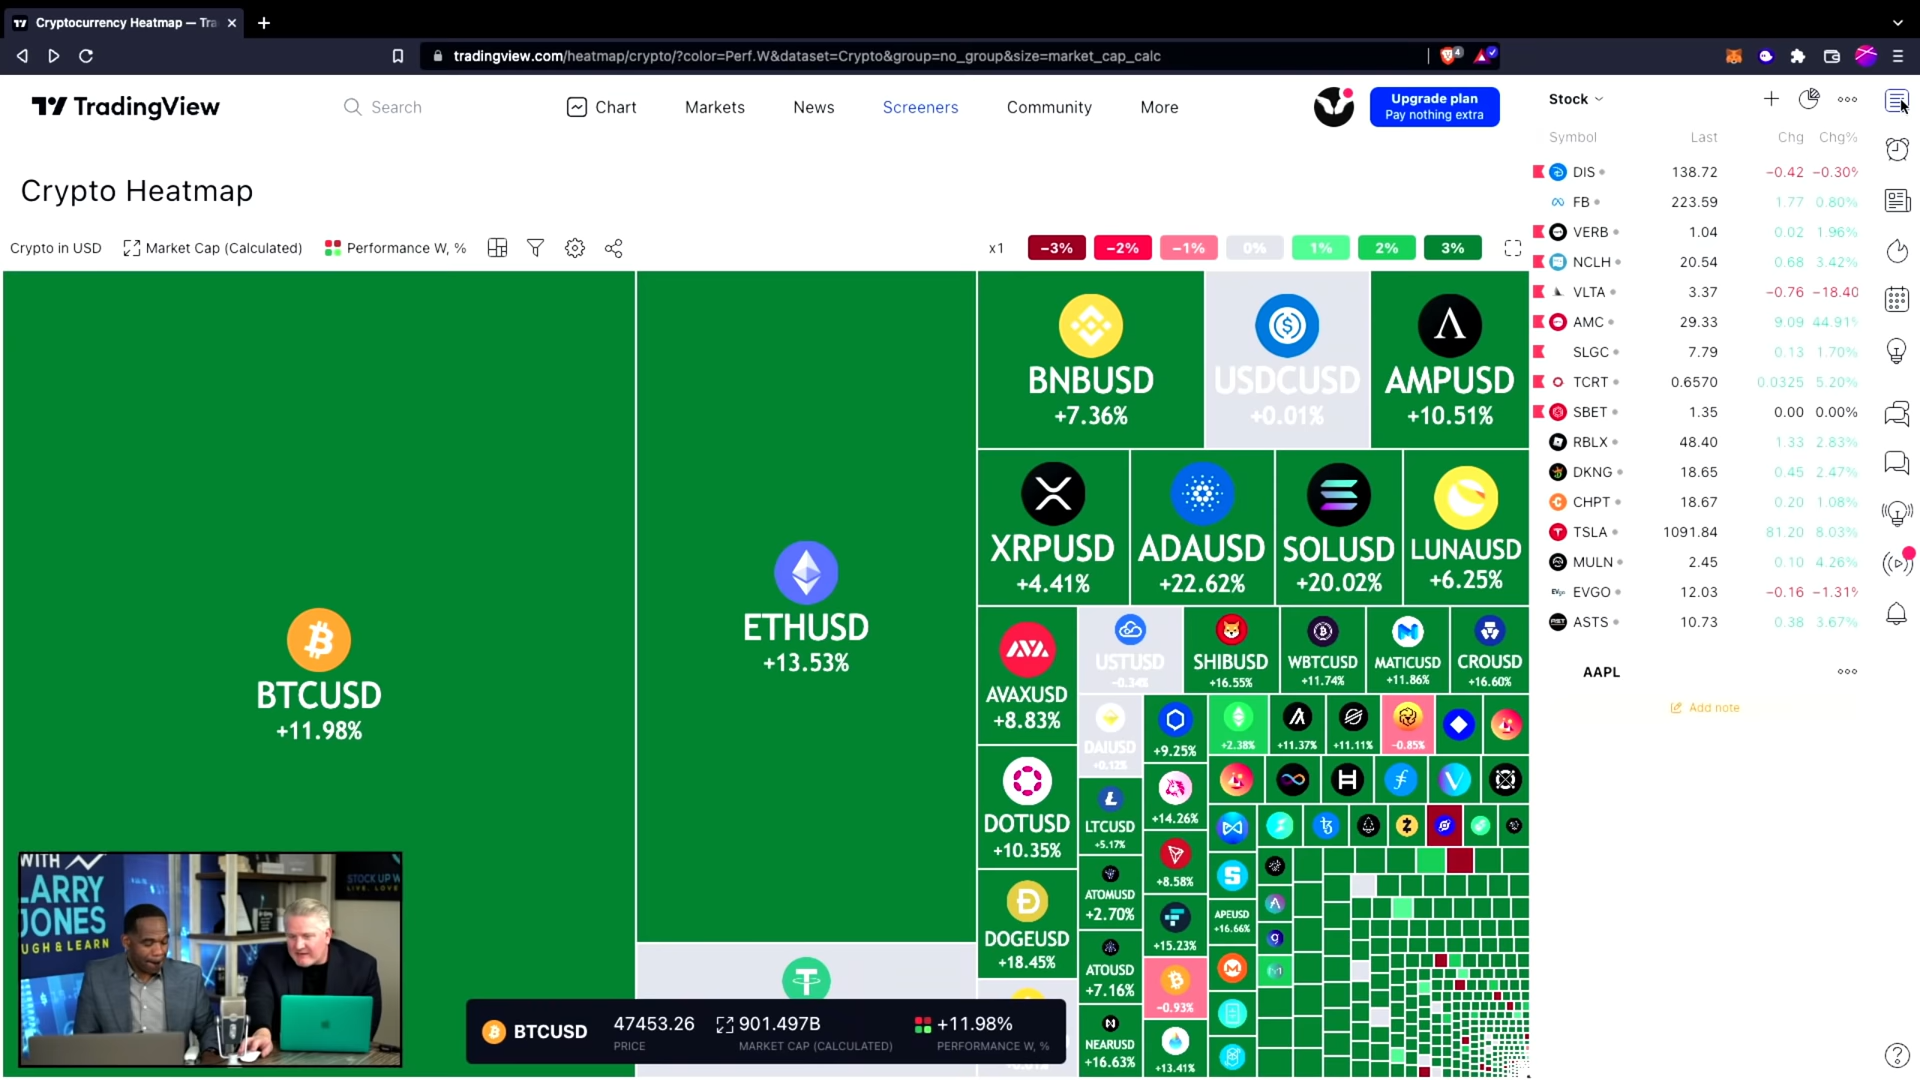 Cryptocurrency Heatmap — Tra
tradingview.com/heatmap/crypto/?color=Perf.W&dataset=Crypto&group=no_group&size=market_cap_calc
4
TradingView
Search
Chart
Markets
News
Screeners
Community
More
Upgrade plan
Pay nothing extra
Crypto Heatmap
Crypto in USD
Market Cap (Calculated)
Performance W, %
x1
−3%
−2%
−1%
0%
1%
2%
3%
BTCUSD
+11.98%
ETHUSD
+13.53%
BNBUSD
+7.36%
USDCUSD
+0.01%
AMPUSD
+10.51%
XRPUSD
+4.41%
ADAUSD
+22.62%
SOLUSD
+20.02%
LUNAUSD
+6.25%
AVAXUSD
+8.83%
USTUSD
−0.34%
SHIBUSD
+16.55%
WBTCUSD
+11.74%
MATICUSD
+11.86%
CROUSD
+16.60%
DAIUSD
+0.12%
+9.25%
+2.38%
+11.37%
+11.11%
−0.85%
DOTUSD
+10.35%
LTCUSD
+5.17%
+14.26%
ATOMUSD
+2.70%
+8.58%
DOGEUSD
+18.45%
APEUSD
+16.66%
+15.23%
ATOUSD
+7.16%
−0.93%
NEARUSD
+16.63%
+13.41%
WITH
LARRY
JONES
UGH & LEARN
STOCK UP W
LIVE. LOVE
BTCUSD
47453.26
PRICE
901.497B
MARKET CAP (CALCULATED)
+11.98%
PERFORMANCE W, %
Stock
Symbol Last Chg Chg%
DIS 138.72 −0.42 −0.30%
FB 223.59 1.77 0.80%
VERB 1.04 0.02 1.96%
NCLH 20.54 0.68 3.42%
VLTA 3.37 −0.76 −18.40
AMC 29.33 9.09 44.91%
SLGC 7.79 0.13 1.70%
TCRT 0.6570 0.0325 5.20%
SBET 1.35 0.00 0.00%
RBLX 48.40 1.33 2.83%
DKNG 18.65 0.45 2.47%
CHPT 18.67 0.20 1.08%
TSLA 1091.84 81.20 8.03%
MULN 2.45 0.10 4.26%
EVGO 12.03 −0.16 −1.31%
ASTS 10.73 0.38 3.67%
AAPL
Add note